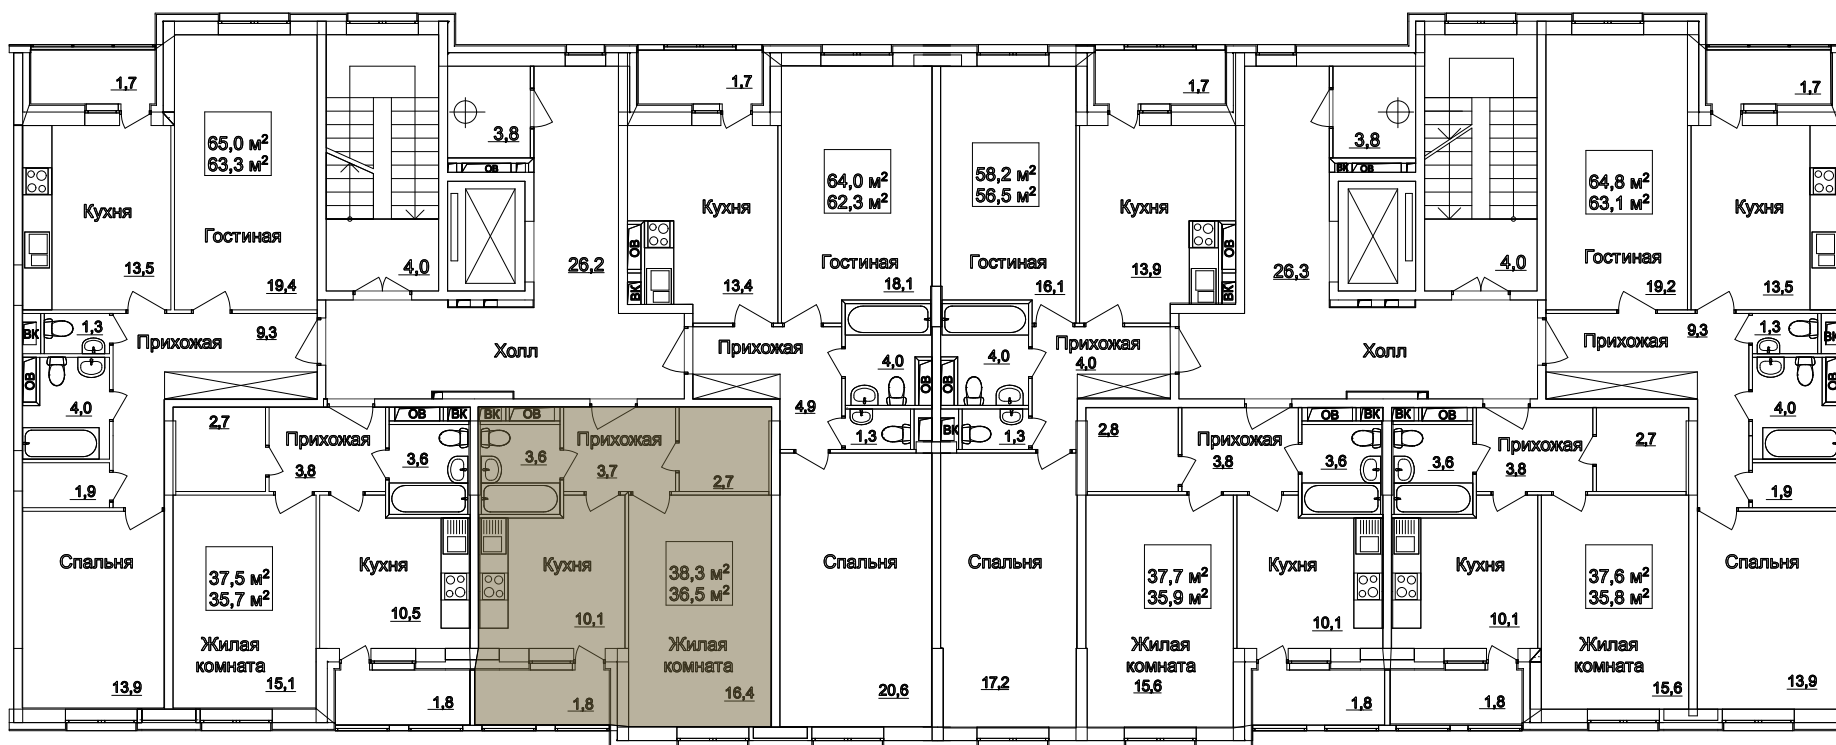 1,7
65,0 м²
63,3 м²
Кухня
13,5
Гостиная
19,4
4,0
3,8
ОВ
26,2
1,7
ОВ
ВК
Кухня
13,4
64,0 м²
62,3 м²
Гостиная
18,1
58,2 м²
56,5 м²
Гостиная
16,1
1,7
Кухня
13,9
ОВ
ВК
26,3
3,8
ВК
ОВ
4,0
64,8 м²
63,1 м²
Гостиная
19,2
1,7
Кухня
13,5
ВК
1,3
Прихожая
9,3
ОВ
4,0
1,9
Холл
Прихожая
4,9
4,0
ОВ
1,3
ОВ
4,0
ВК
1,3
Прихожая
4,0
Холл
Прихожая
9,3
1,3
ВК
ОВ
4,0
1,9
2,7
Прихожая
3,8
ОВ
ВК
3,6
ВК
ОВ
3,6
Прихожая
3,7
2,7
2,8
Прихожая
3,8
ОВ
ВК
3,6
ВК
ОВ
3,6
Прихожая
3,8
2,7
Спальня
13,9
37,5 м²
35,7 м²
Жилая
комната
15,1
Кухня
10,5
1,8
Кухня
10,1
1,8
38,3 м²
36,5 м²
Жилая
комната
16,4
Спальня
20,6
Спальня
17,2
37,7 м²
35,9 м²
Жилая
комната
15,6
Кухня
10,1
1,8
Кухня
10,1
1,8
37,6 м²
35,8 м²
Жилая
комната
15,6
Спальня
13,9